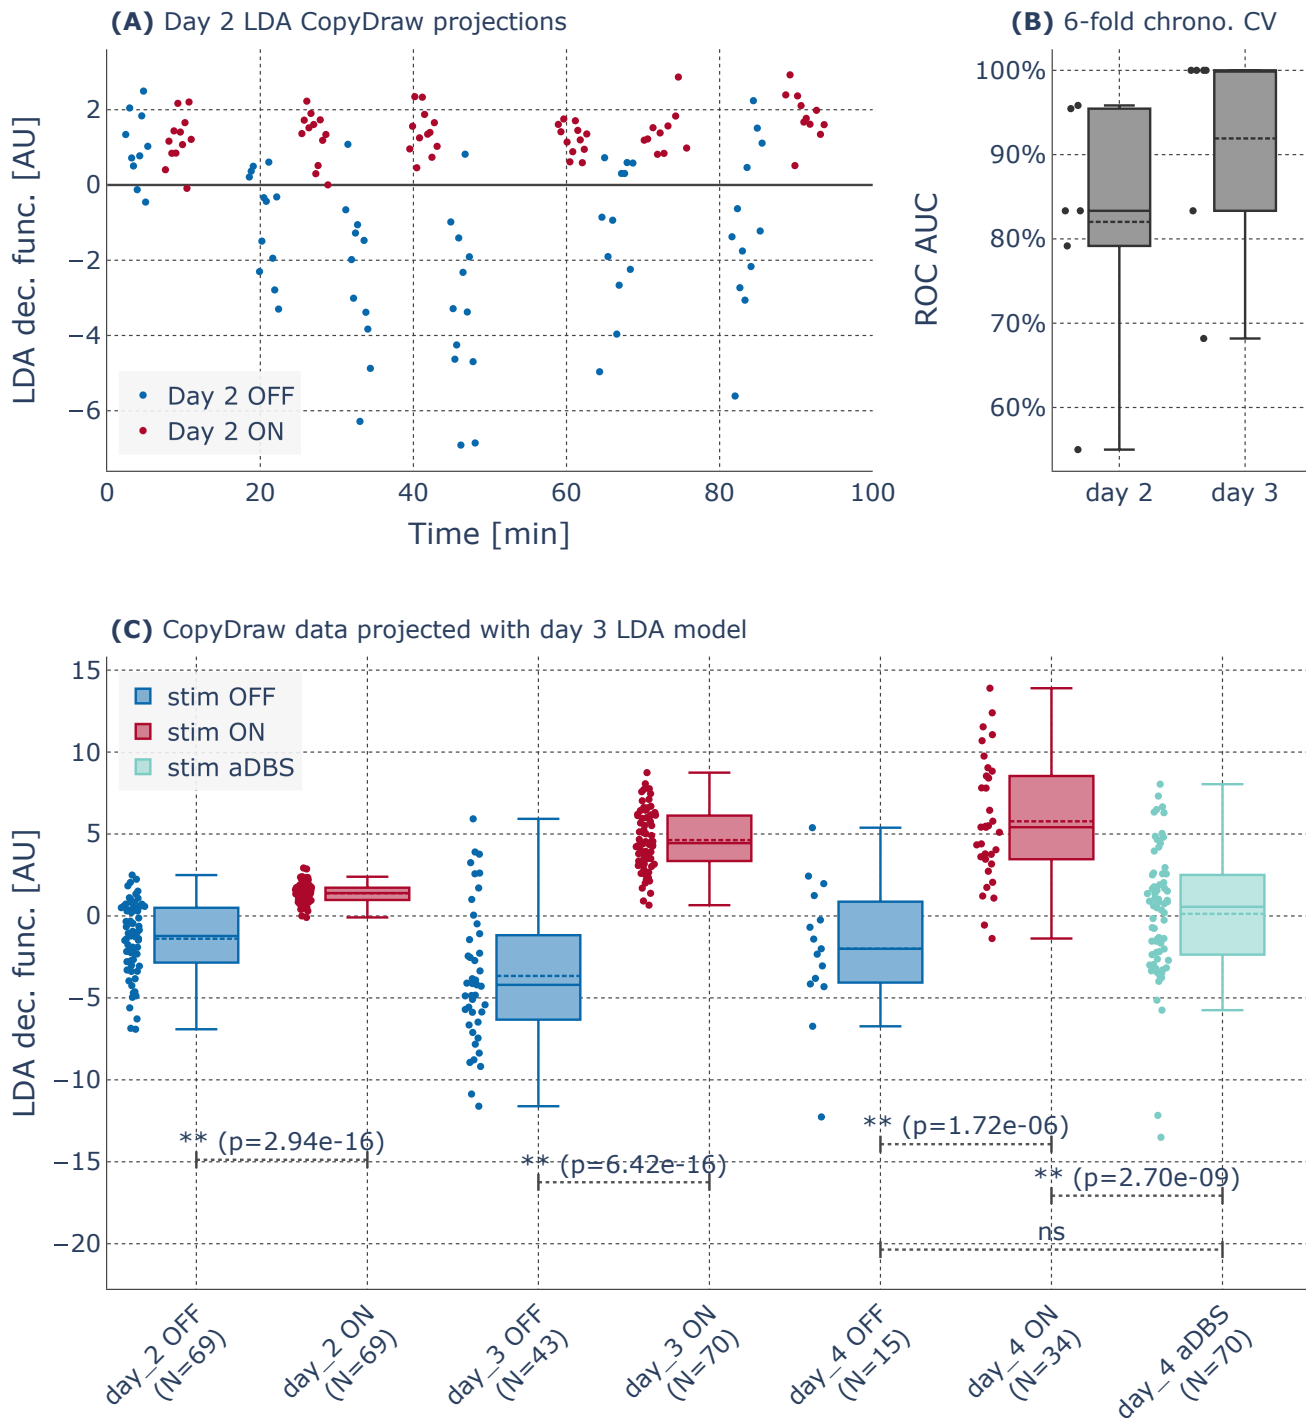 (A) Day 2 LDA CopyDraw projections
LDA dec. func. [AU]
2
0
−2
−4
−6
Day 2 OFF
Day 2 ON
0 20 40 60 80 100
Time [min]
(B) 6-fold chrono. CV
ROC AUC
100%
90%
80%
70%
60%
day 2 day 3
(C) CopyDraw data projected with day 3 LDA model
LDA dec. func. [AU]
15
10
5
0
−5
−10
−15
−20
stim OFF
stim ON
stim aDBS
** (p=2.94e-16)
** (p=6.42e-16)
** (p=1.72e-06)
** (p=2.70e-09)
ns
day_2 OFF
(N=69)
day_2 ON
(N=69)
day_3 OFF
(N=43)
day_3 ON
(N=70)
day_4 OFF
(N=15)
day_4 ON
(N=34)
day_4 aDBS
(N=70)